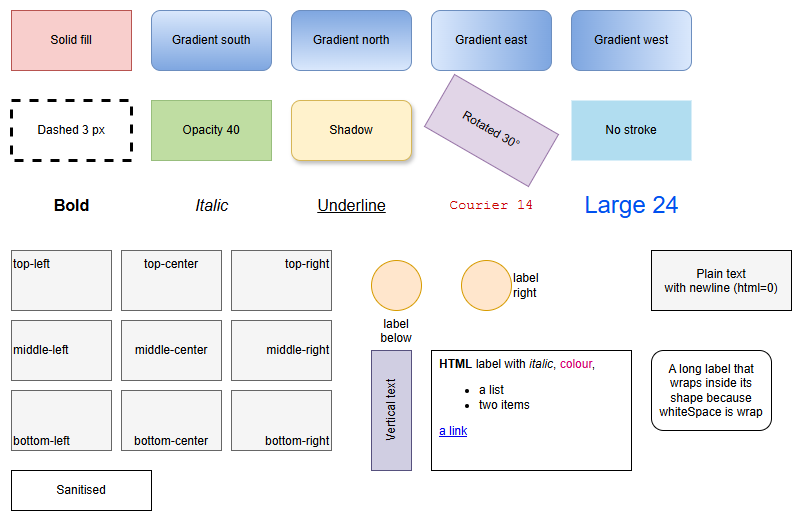 Solid fill
Gradient south
Gradient north
Gradient east
Gradient west
Dashed 3 px
Opacity 40
Shadow
Rotated 30°
No stroke
Bold
Italic
Underline
Courier 14
Large 24
top-left
top-center
top-right
label
right
Plain text
with newline (html=0)
label
below
middle-left
middle-center
middle-right
Vertical text
HTML label with italic, colour,
a list
two items
a link
A long label that
wraps inside its
shape because
whiteSpace is wrap
bottom-left
bottom-center
bottom-right
Sanitised